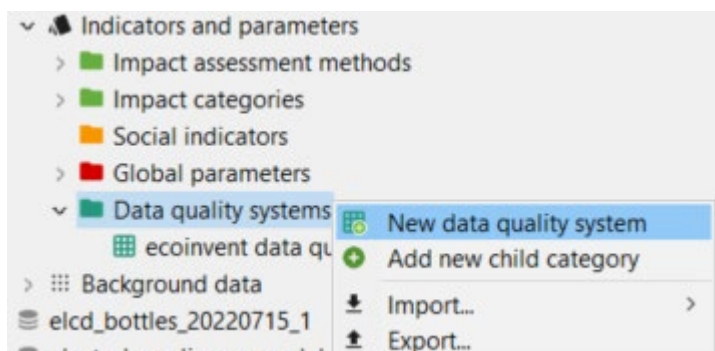 Indicators and parameters
Impact assessment methods
Impact categories
Social indicators
Global parameters
Data quality systems
New data quality system
ecoinvent data qu
Add new child category
Background data
Import...
elcd_bottles_20220715_1
Export...